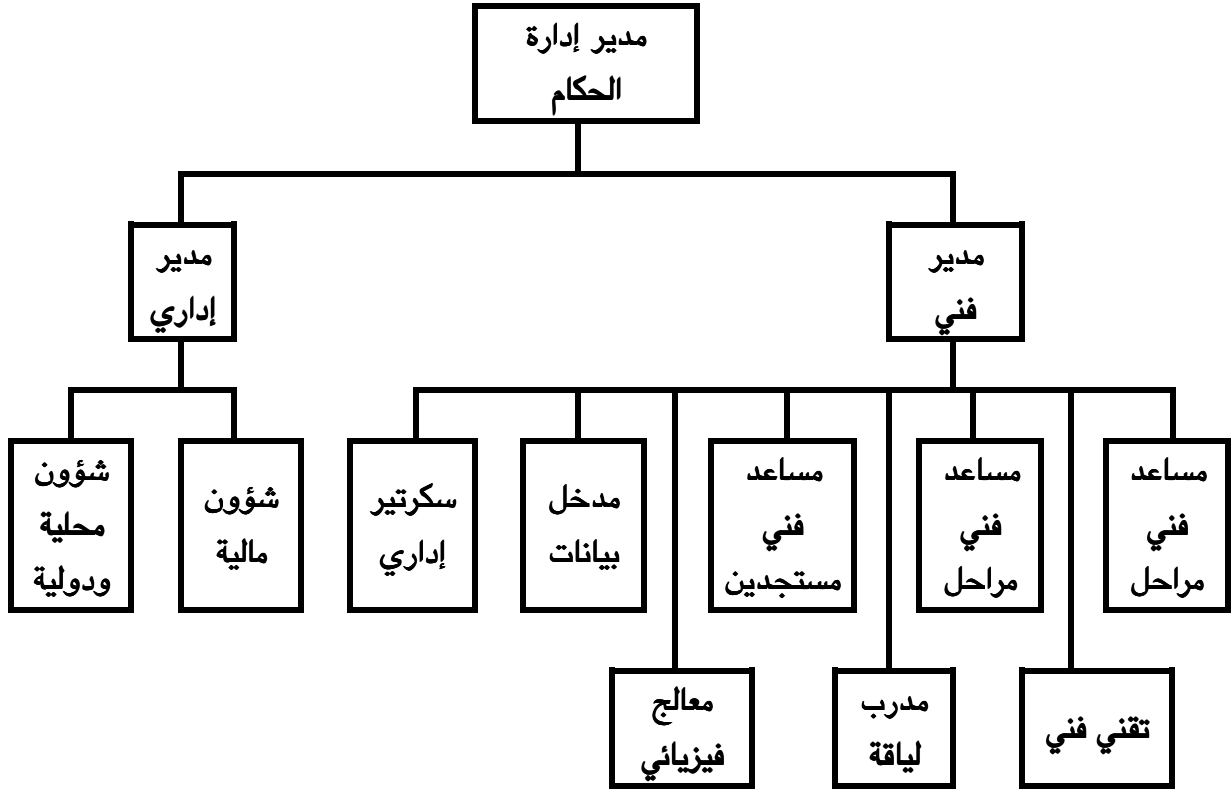 مدير إدارة
الحكام
مدير
فني
مدير
إداري
مساعد
فني
مراحل
مساعد
فني
مراحل
مساعد
فني
مستجدين
مدخل
بيانات
سكرتير
إداري
شؤون
مالية
شؤون
محلية
ودولية
تقني فني
مدرب
لياقة
معالج
فيزيائي